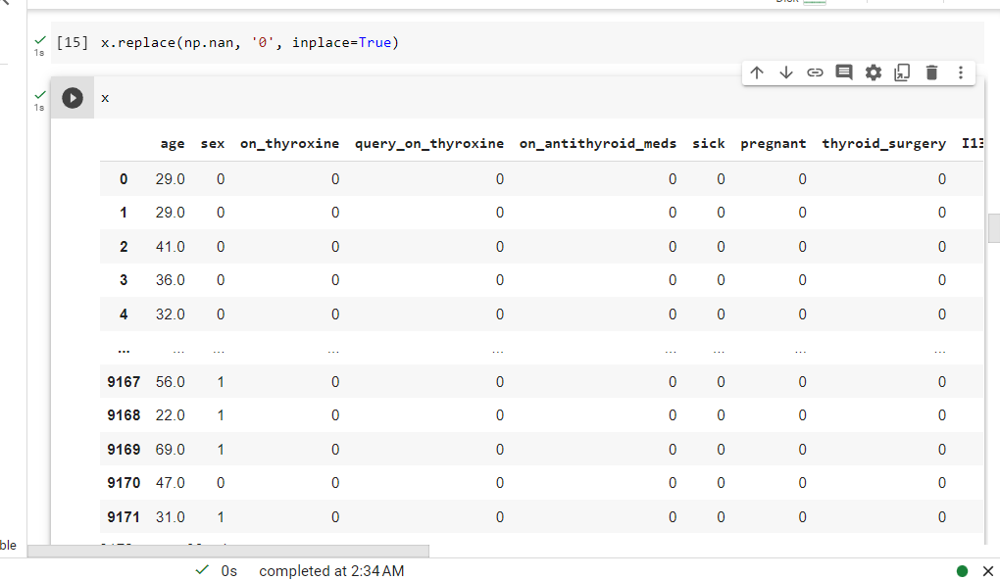 [15] x.replace(np.nan, '0', inplace=True)
1s
x
1s
age sex on_thyroxine query_on_thyroxine on_antithyroid_meds sick pregnant thyroid_surgery I13
0 29.0 0 0 0 0 0 0 0
1 29.0 0 0 0 0 0 0 0
2 41.0 0 0 0 0 0 0 0
3 36.0 0 0 0 0 0 0 0
4 32.0 0 0 0 0 0 0 0
... ... ... ... ... ... ... ... ...
9167 56.0 1 0 0 0 0 0 0
9168 22.0 1 0 0 0 0 0 0
9169 69.0 1 0 0 0 0 0 0
9170 47.0 0 0 0 0 0 0 0
9171 31.0 1 0 0 0 0 0 0
ble
0s completed at 2:34 AM